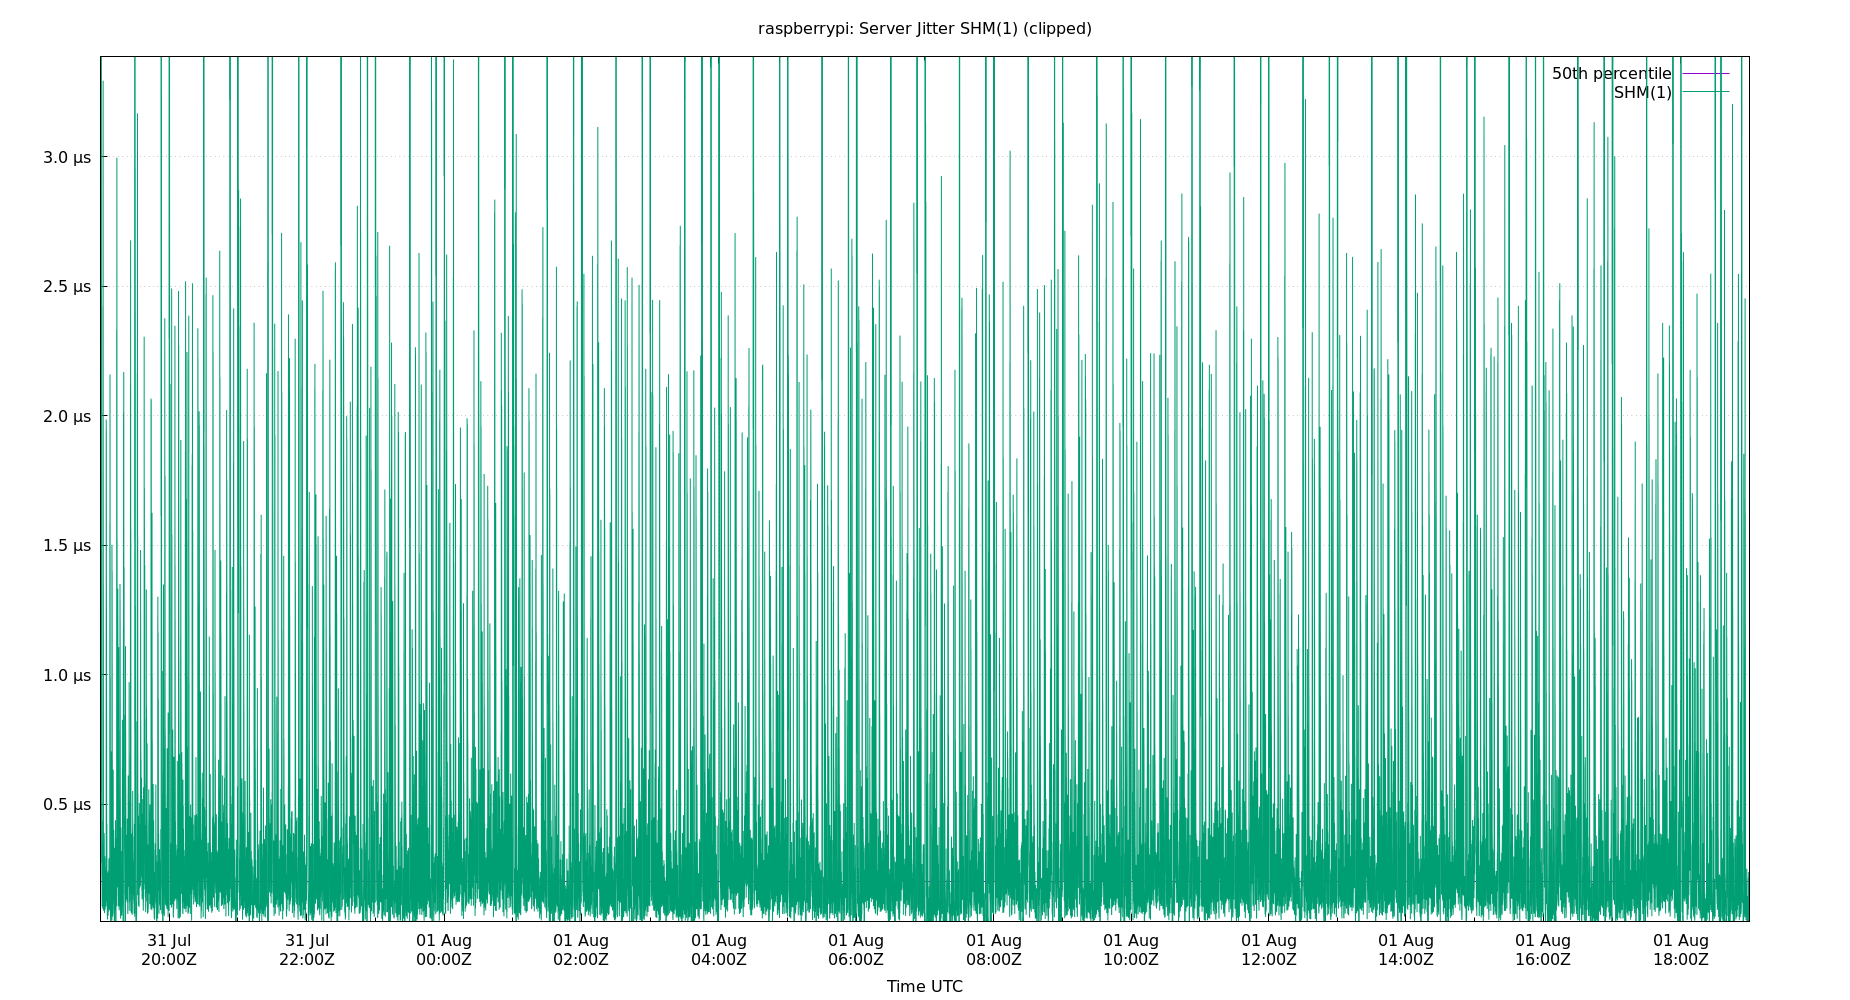 raspberrypi: Server Jitter SHM(1) (clipped)
50th percentile
SHM(1)
3.0 µs
2.5 µs
2.0 µs
1.5 µs
1.0 µs
0.5 µs
31 Jul 31 Jul 01 Aug 01 Aug 01 Aug 01 Aug 01 Aug 01 Aug 01 Aug 01 Aug 01 Aug 01 Aug
20:00Z 22:00Z 00:00Z 02:00Z 04:00Z 06:00Z 08:00Z 10:00Z 12:00Z 14:00Z 16:00Z 18:00Z
Time UTC